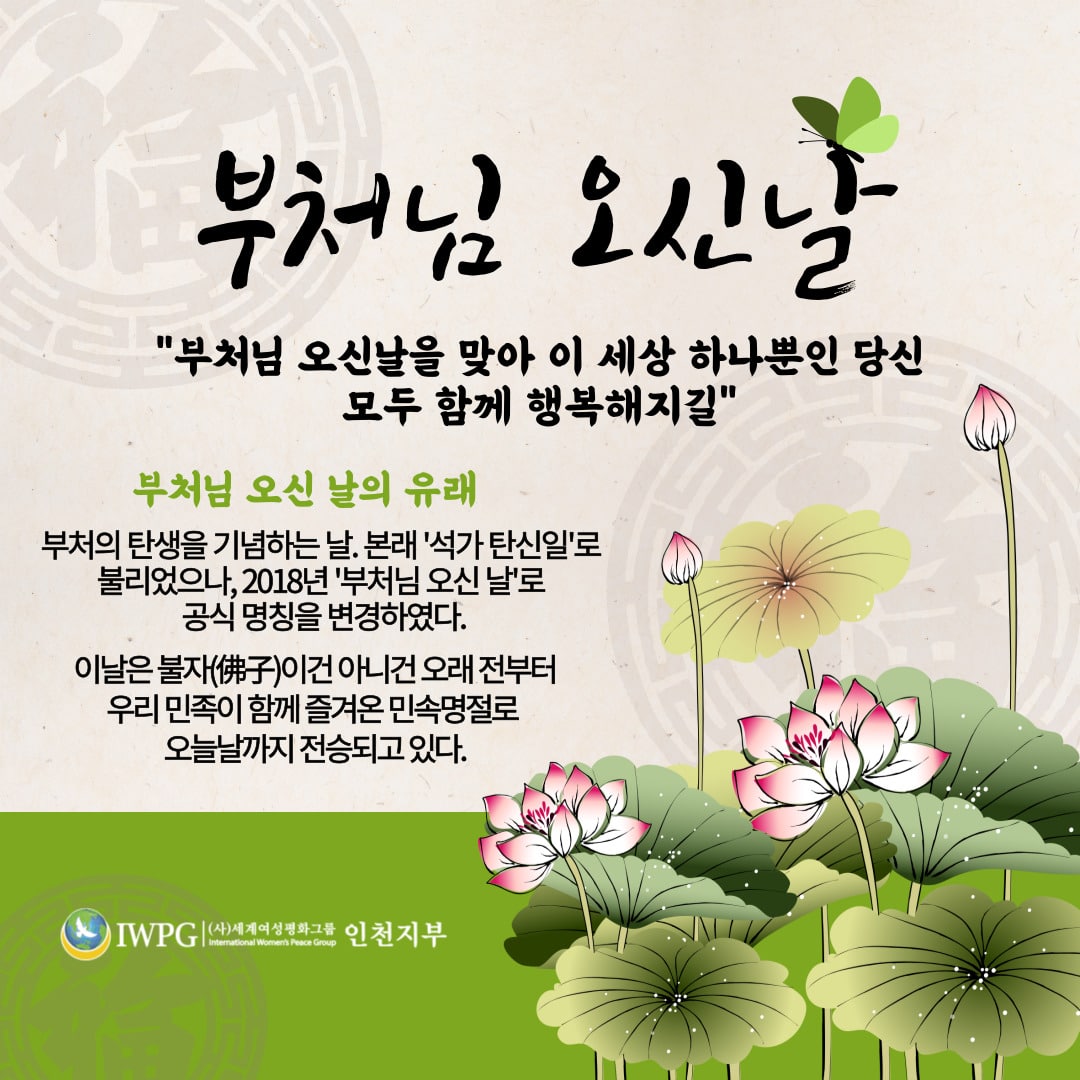 부처님 오신날
"부처님 오신날을 맞아 이 세상 하나뿐인 당신
모두 함께 행복해지길"
부처님 오신 날의 유래
부처의 탄생을 기념하는 날. 본래 '석가 탄신일'로
불리었으나, 2018년 '부처님 오신 날'로
공식 명칭을 변경하였다.
이날은 불자(佛子)이건 아니건 오래 전부터
우리 민족이 함께 즐겨온 민속명절로
오늘날까지 전승되고 있다.
IWPG (사)세계여성평화그룹 인천지부
International Women's Peace Group
福
福
福